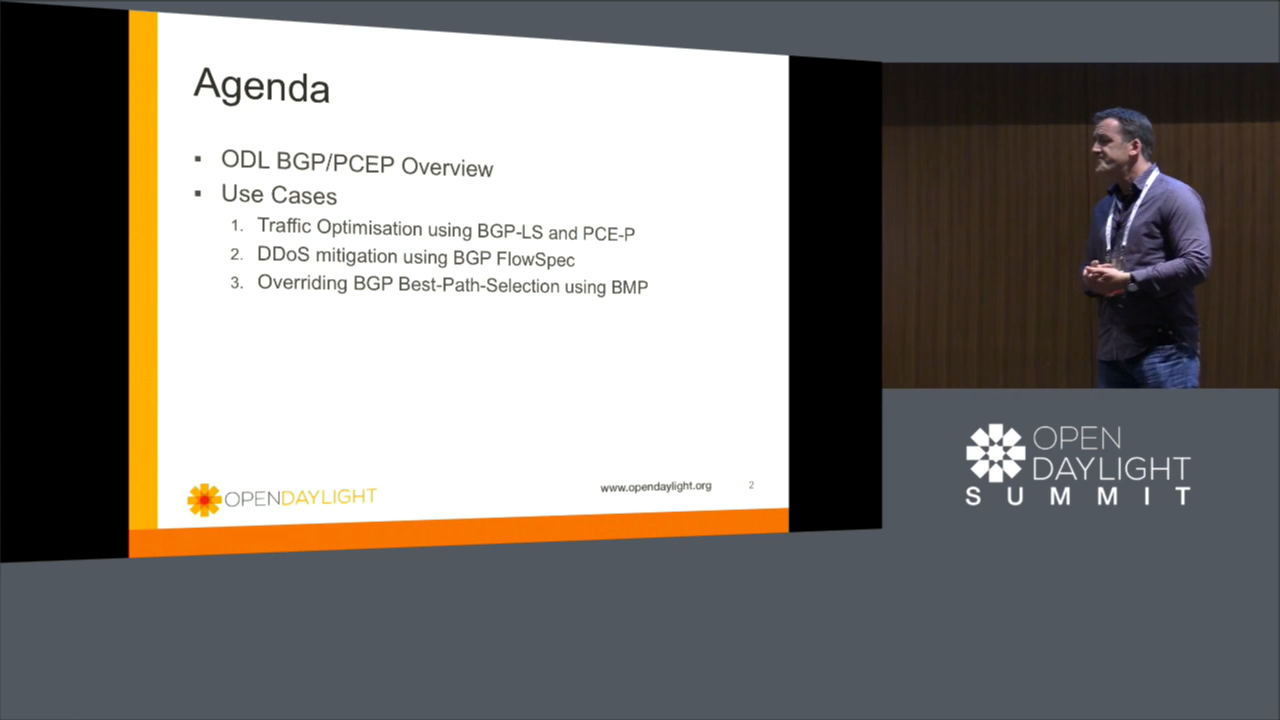 Agenda
▪ ODL BGP/PCEP Overview
▪ Use Cases
1. Traffic Optimisation using BGP-LS and PCE-P
2. DDoS mitigation using BGP FlowSpec
3. Overriding BGP Best-Path-Selection using BMP
OPENDAYLIGHT
www.opendaylight.org
2
OPEN
DAYLIGHT
SUMMIT